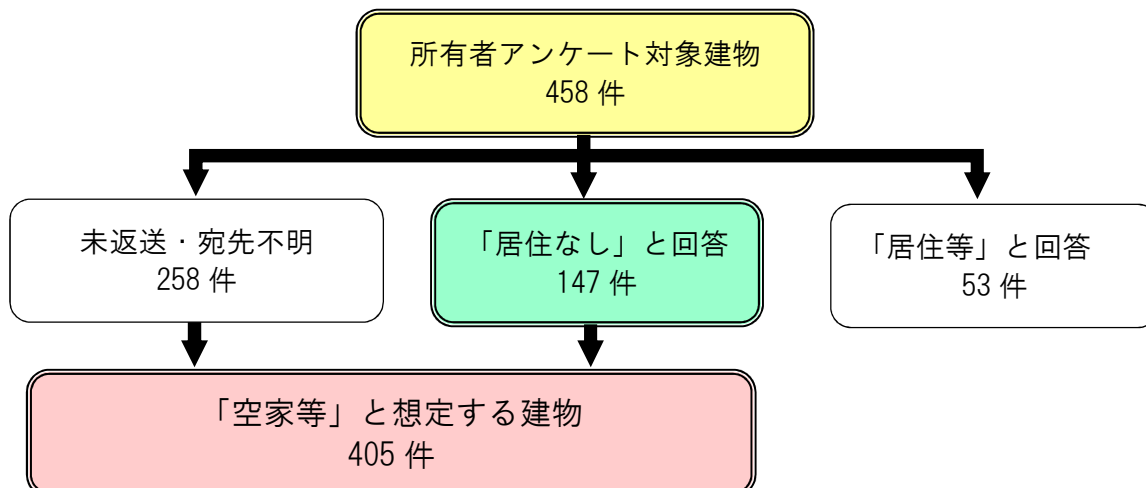 所有者アンケート対象建物
458 件
未返送・宛先不明
258 件
「居住なし」と回答
147 件
「居住等」と回答
53 件
「空家等」と想定する建物
405 件